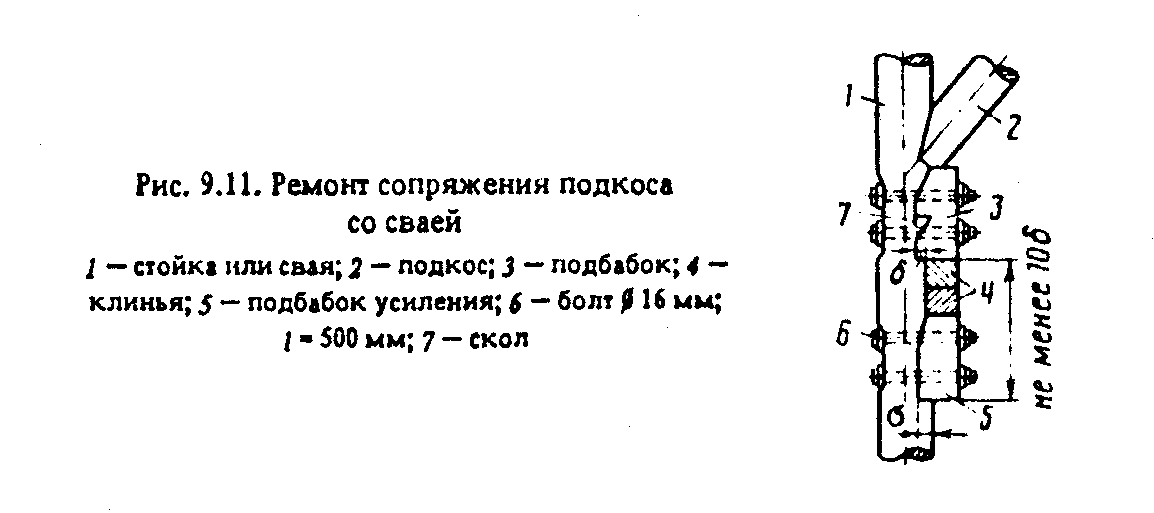 Рис. 9.11. Ремонт сопряжения подкоса
со сваей
1 — стойка или свая; 2 — подкос; 3 — подбабок; 4 —
клинья; 5 — подбабок усиления; 6 — болт ø 16 мм;
l = 500 мм; 7 — скол
1
2
7
3
б
4
6
не менее 10б
б
5